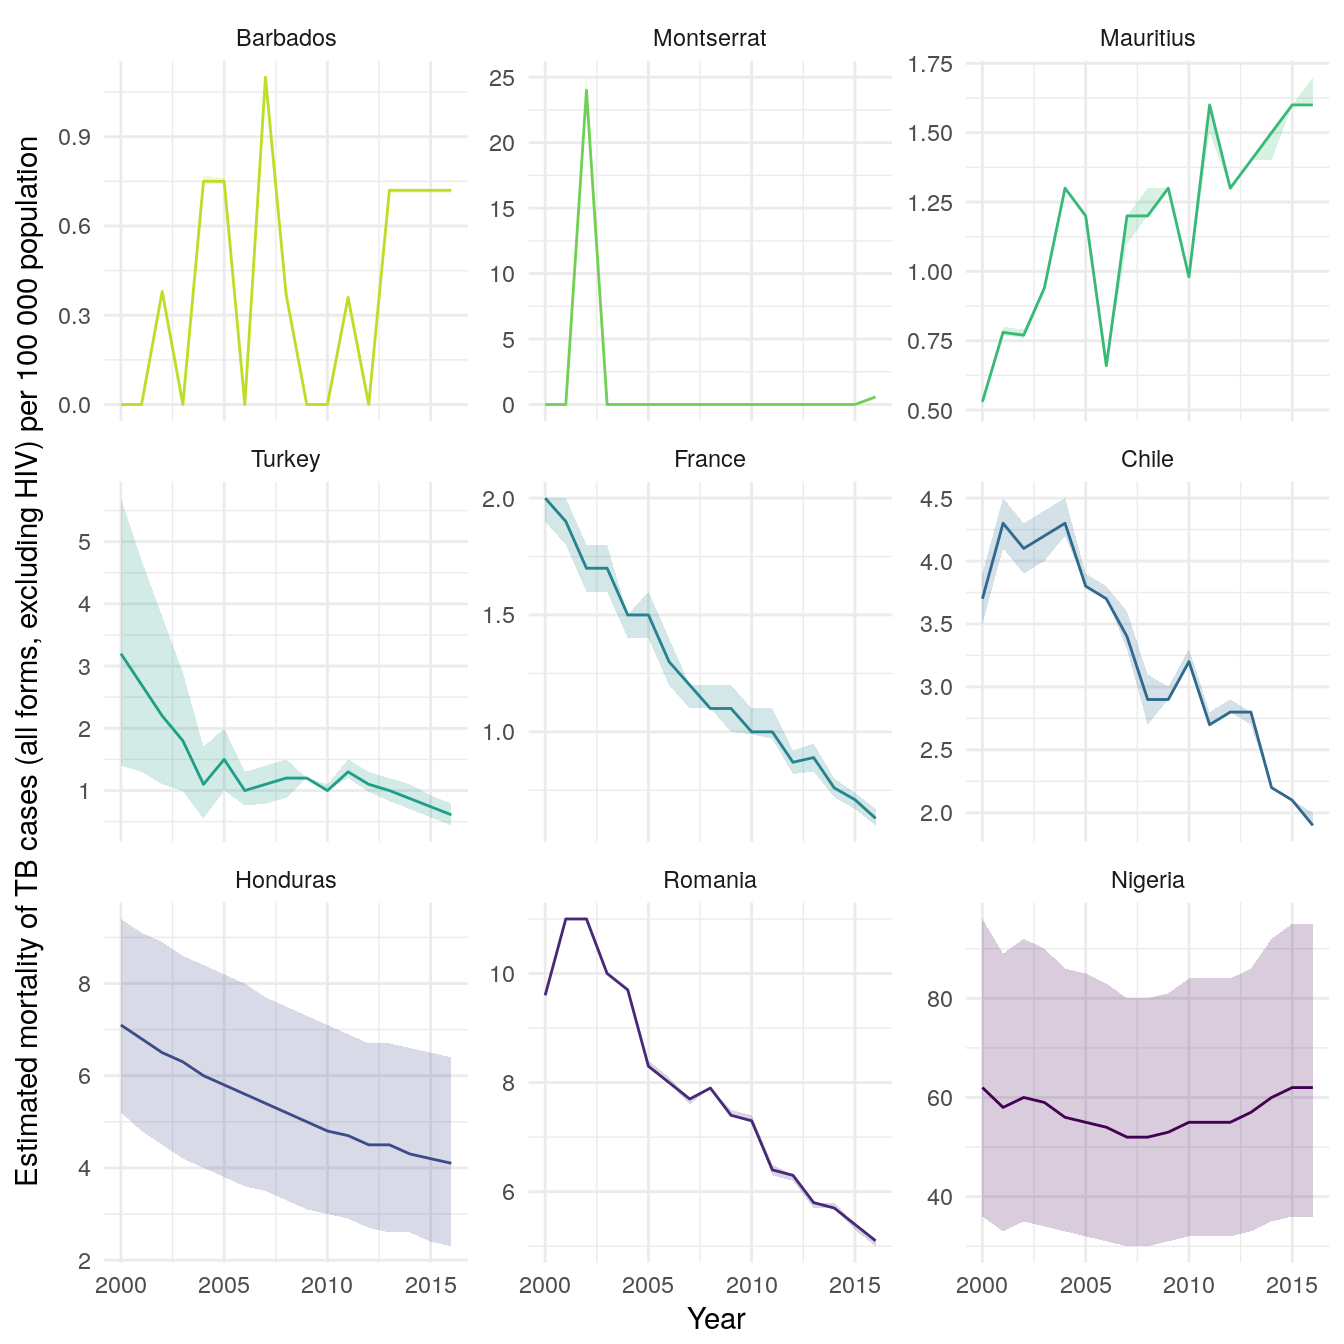 Estimated mortality of TB cases (all forms, excluding HIV) per 100 000 population
Barbados
0.9
0.6
0.3
0.0
Montserrat
25
20
15
10
5
0
Mauritius
1.75
1.50
1.25
1.00
0.75
0.50
Turkey
5
4
3
2
1
France
2.0
1.5
1.0
Chile
4.5
4.0
3.5
3.0
2.5
2.0
Honduras
8
6
4
2
2000 2005 2010 2015
Romania
10
8
6
2000 2005 2010 2015
Nigeria
80
60
40
2000 2005 2010 2015
Year